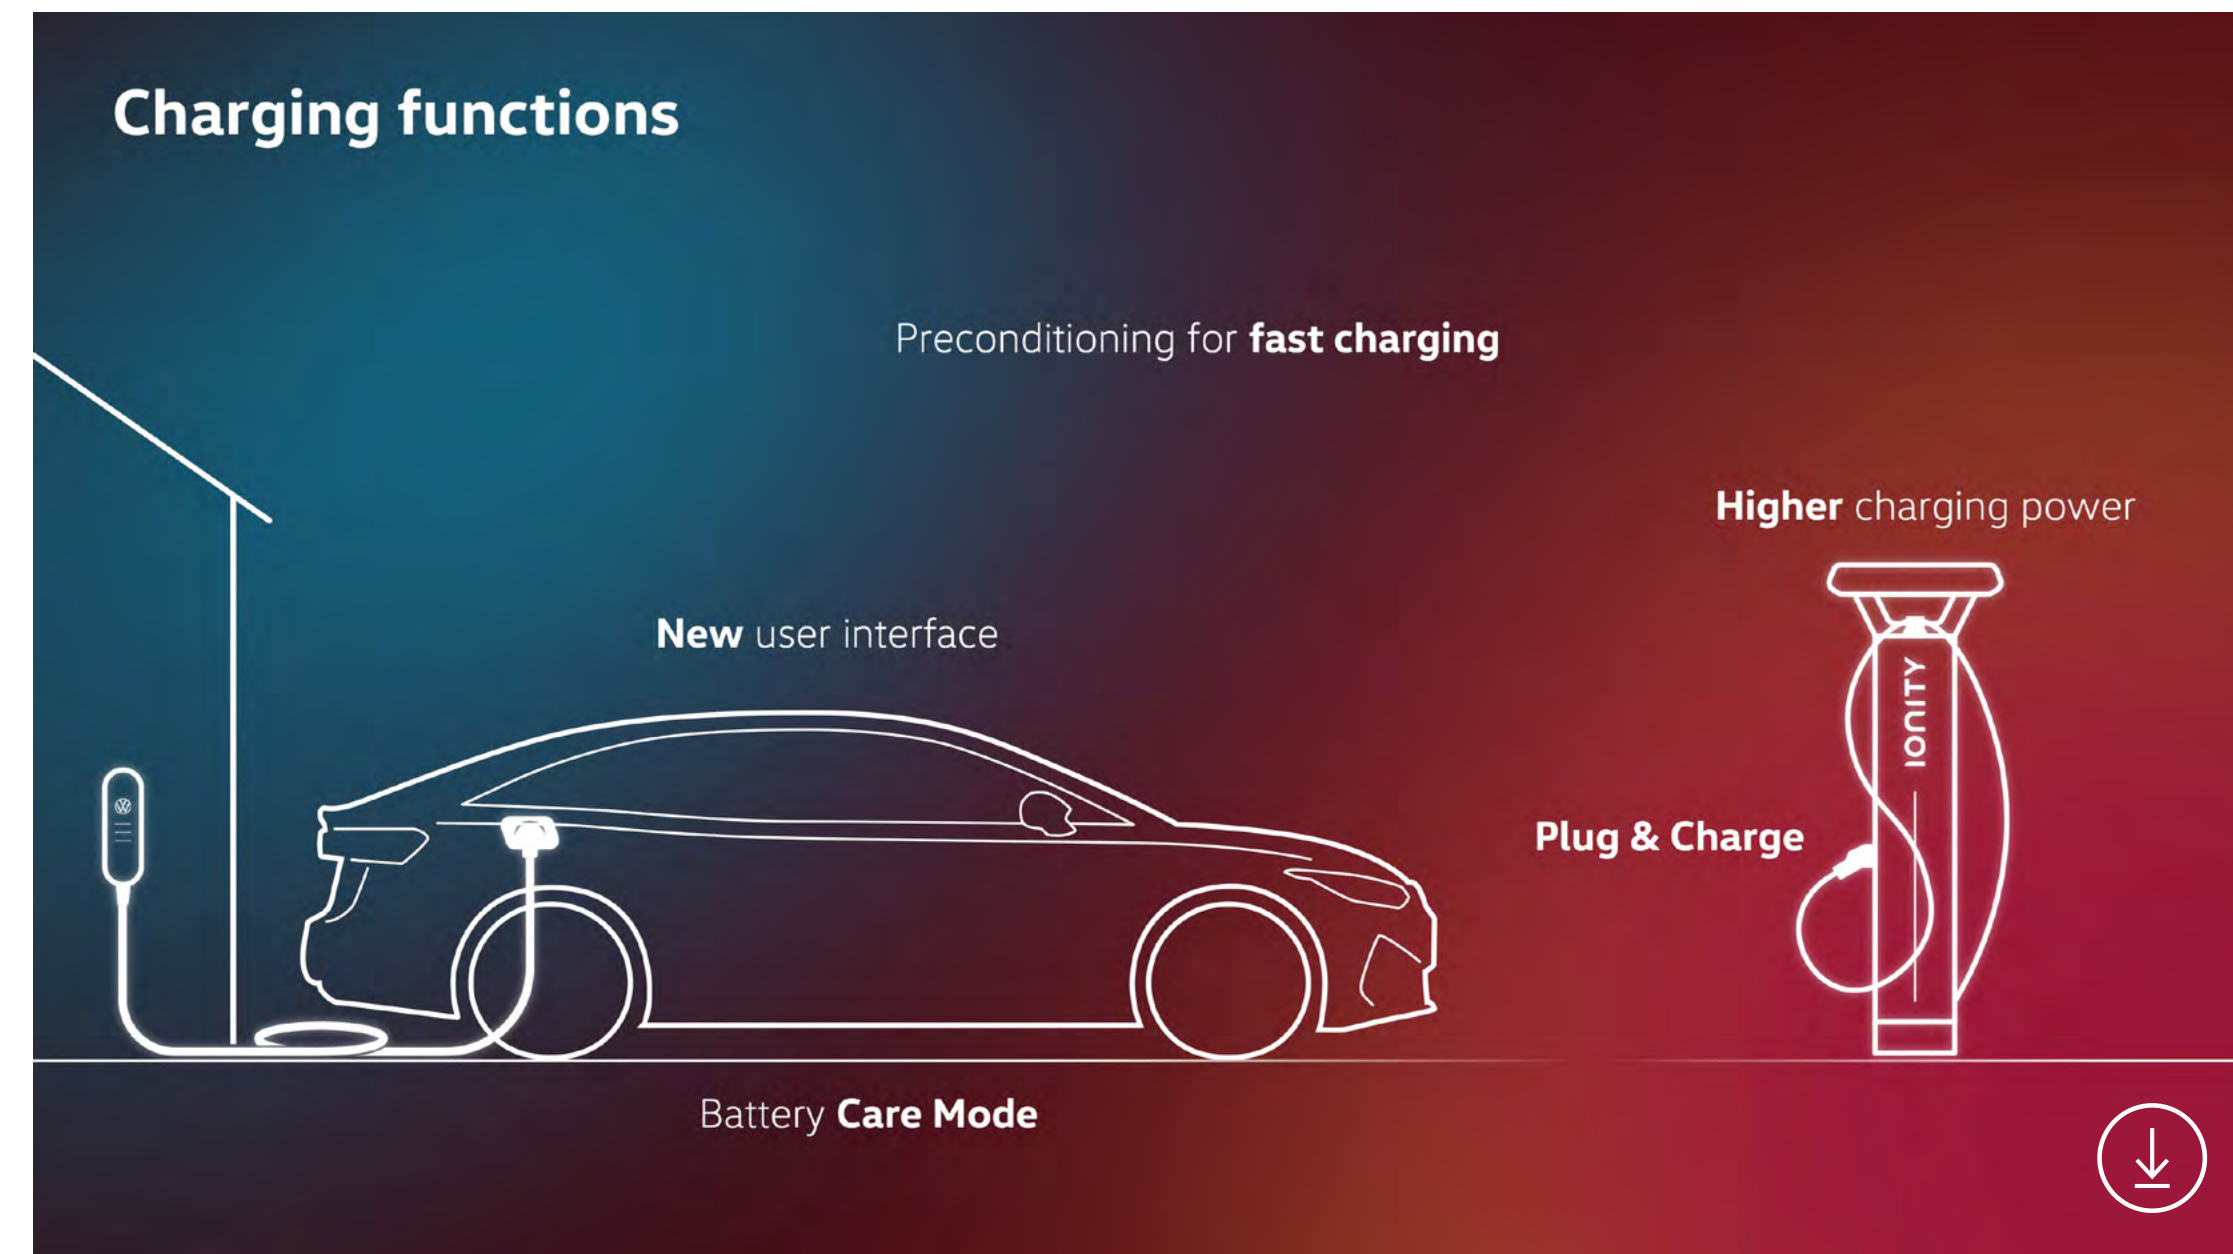 Charging functions
Preconditioning for fast charging
Higher charging power
New user interface
IONITY
Plug & Charge
Battery Care Mode